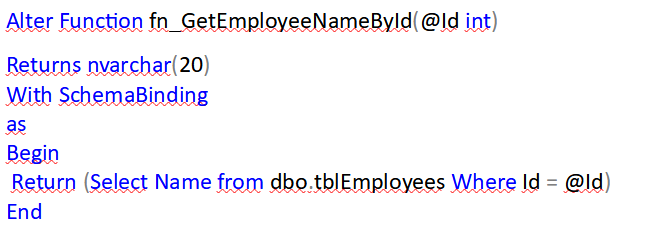 Alter Function fn_GetEmployeeNameById(@Id int)
Returns nvarchar(20)
With SchemaBinding
as
Begin
Return (Select Name from dbo.tblEmployees Where Id = @Id)
End